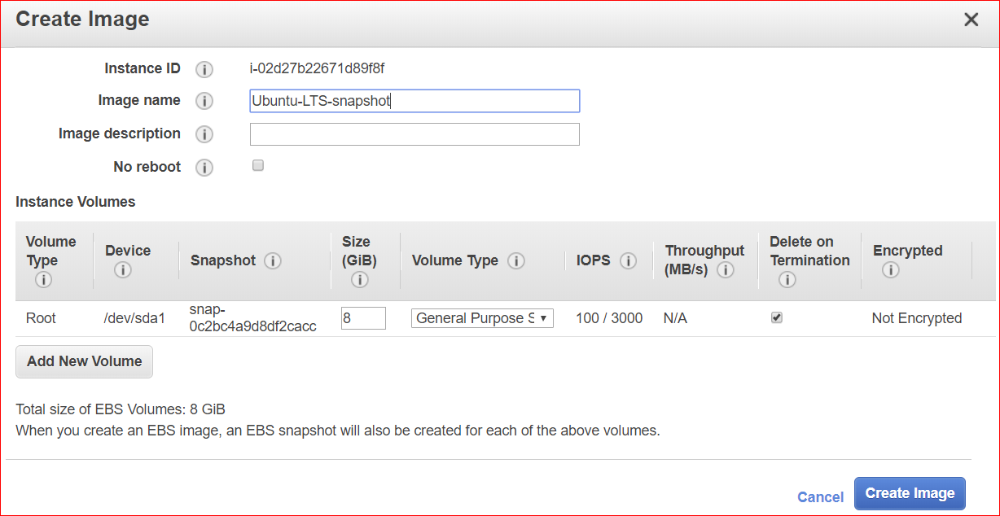 Create Image
Instance ID i-02d27b22671d89f8f
Image name Ubuntu-LTS-snapshot
Image description
No reboot
Instance Volumes
Volume Type Device Snapshot Size (GiB) Volume Type IOPS Throughput (MB/s) Delete on Termination Encrypted
Root /dev/sda1 snap-0c2bc4a9d8df2cacc 8 General Purpose S 100 / 3000 N/A Not Encrypted
Add New Volume
Total size of EBS Volumes: 8 GiB
When you create an EBS image, an EBS snapshot will also be created for each of the above volumes.
Cancel Create Image